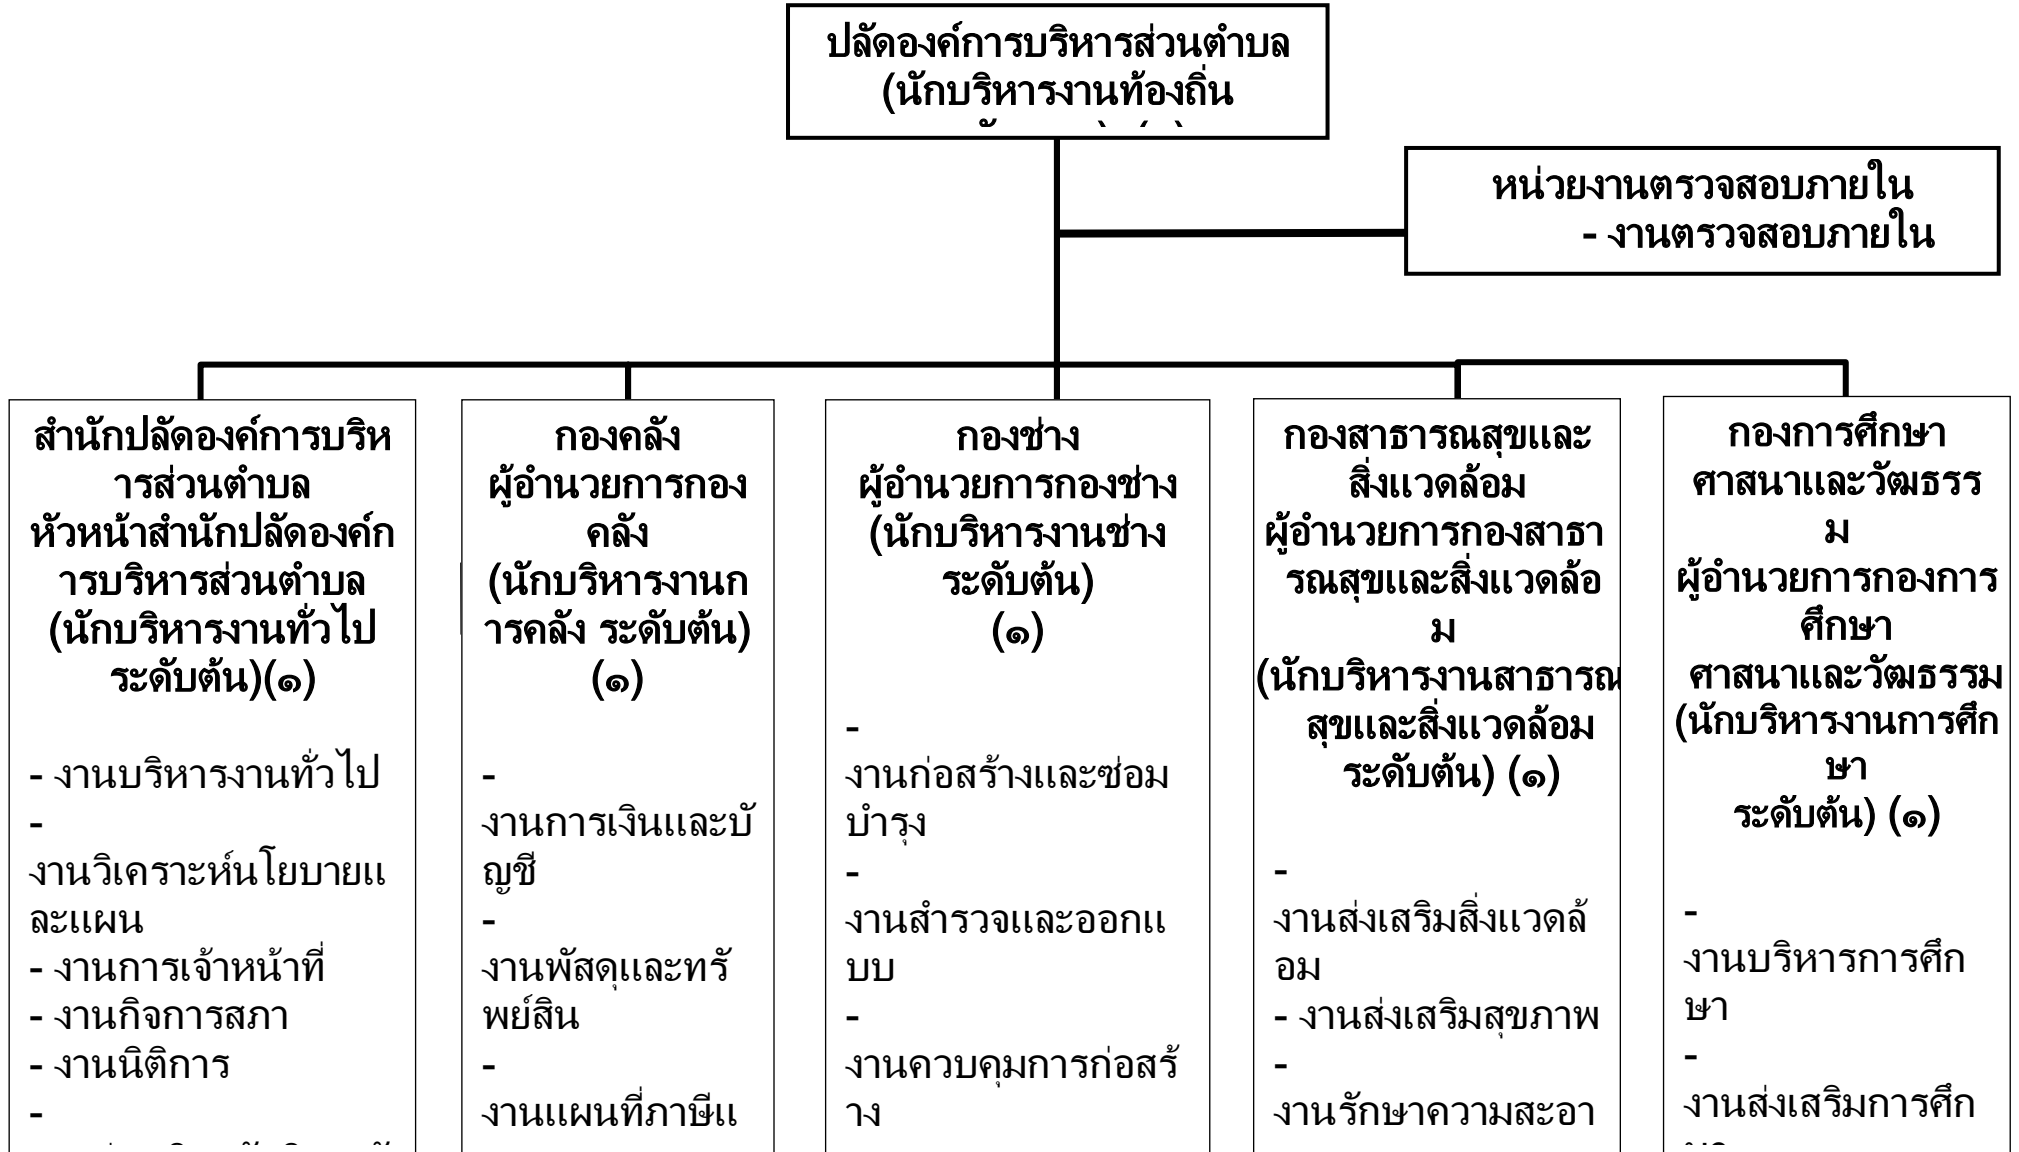 ปลัดองค์การบริหารส่วนตำบล
(นักบริหารงานท้องถิ่น
หน่วยงานตรวจสอบภายใน
- งานตรวจสอบภายใน
สำนักปลัดองค์การบริห
ารส่วนตำบล
หัวหน้าสำนักปลัดองค์ก
ารบริหารส่วนตำบล
(นักบริหารงานทั่วไป
ระดับต้น)(๑)
- งานบริหารงานทั่วไป
-
งานวิเคราะห์นโยบายแ
ละแผน
- งานการเจ้าหน้าที่
- งานกิจการสภา
- งานนิติการ
-
กองคลัง
ผู้อำนวยการกอง
คลัง
(นักบริหารงานก
ารคลัง ระดับต้น)
(๑)
-
งานการเงินและบั
ญชี
-
งานพัสดุและทรั
พย์สิน
-
งานแผนที่ภาษีแ
กองช่าง
ผู้อำนวยการกองช่าง
(นักบริหารงานช่าง
ระดับต้น)
(๑)
-
งานก่อสร้างและซ่อม
บำรุง
-
งานสำรวจและออกแ
บบ
-
งานควบคุมการก่อสร้
าง
กองสาธารณสุขและ
สิ่งแวดล้อม
ผู้อำนวยการกองสาธา
รณสุขและสิ่งแวดล้อ
ม
(นักบริหารงานสาธารณ
สุขและสิ่งแวดล้อม
ระดับต้น) (๑)
-
งานส่งเสริมสิ่งแวดล้
อม
- งานส่งเสริมสุขภาพ
-
งานรักษาความสะอา
กองการศึกษา
ศาสนาและวัฒธรร
ม
ผู้อำนวยการกองการ
ศึกษา
ศาสนาและวัฒธรรม
(นักบริหารงานการศึก
ษา
ระดับต้น) (๑)
-
งานบริหารการศึก
ษา
-
งานส่งเสริมการศึก